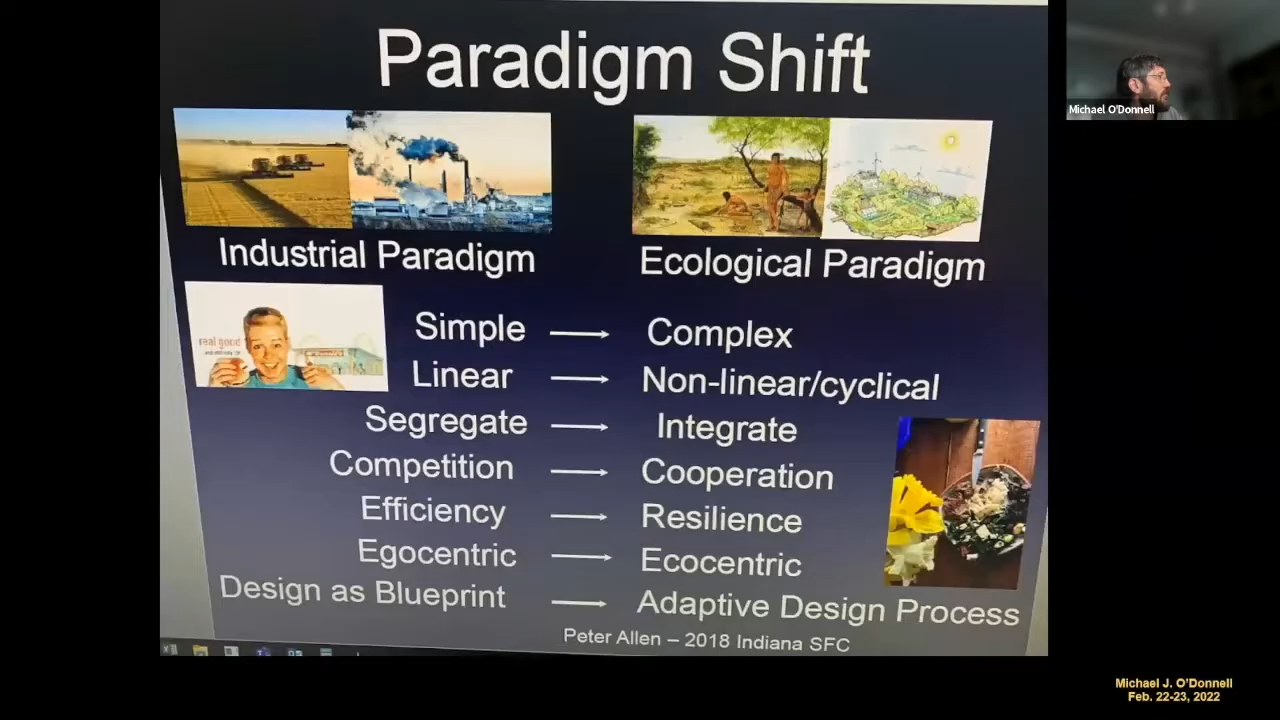 Paradigm Shift
Industrial Paradigm
Ecological Paradigm
real good
Simple → Complex
Linear → Non-linear/cyclical
Segregate → Integrate
Competition → Cooperation
Efficiency → Resilience
Egocentric → Ecocentric
Design as Blueprint → Adaptive Design Process
Peter Allen – 2018 Indiana SFC
Michael O'Donnell
Michael J. O'Donnell
Feb. 22-23, 2022